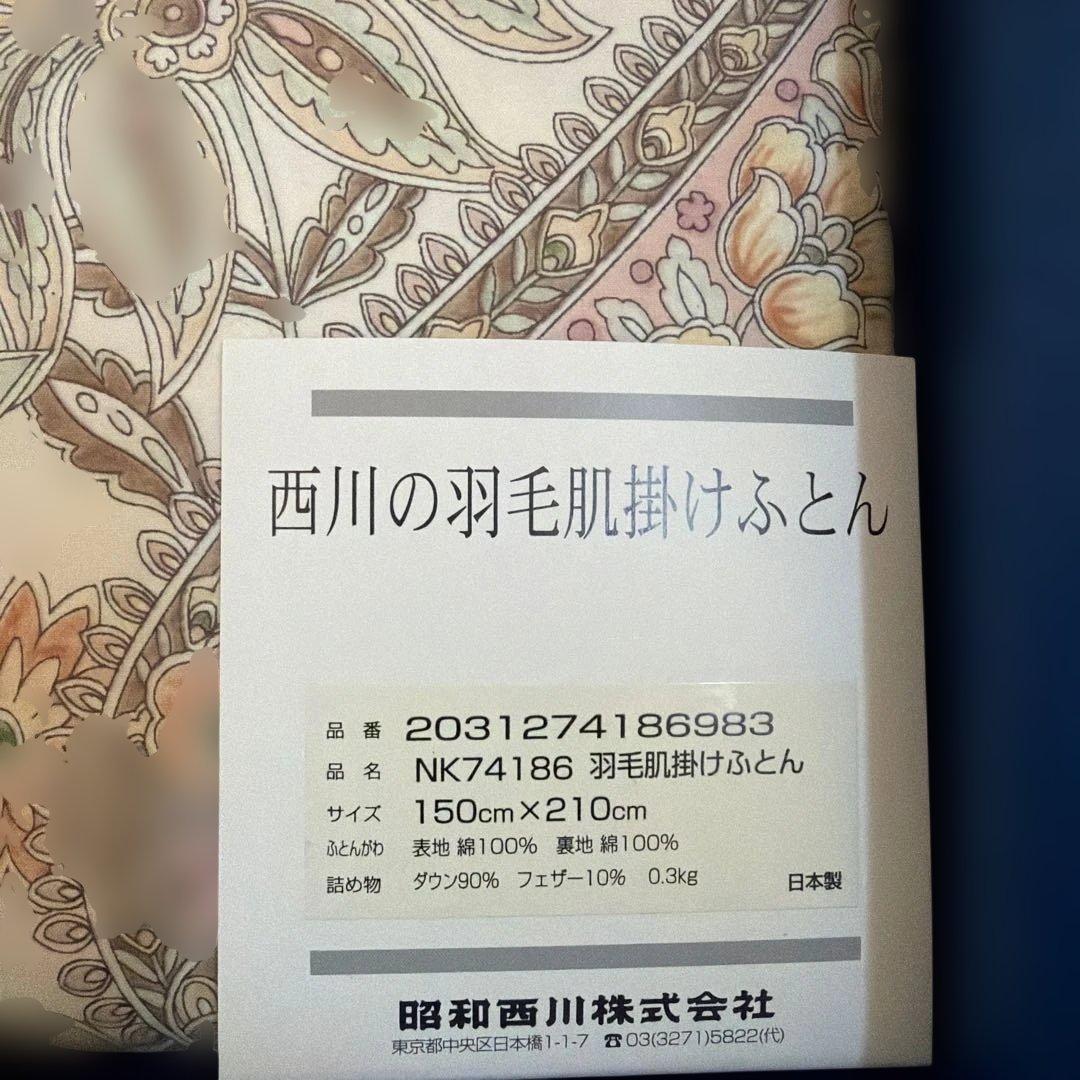 西川の羽毛肌掛けふとん
品番 2031274186983
品名 NK74186 羽毛肌掛けふとん
サイズ 150cm×210cm
ふとんがわ 表地 綿100% 裏地 綿100%
詰め物 ダウン90% フェザー10% 0.3kg 日本製
昭和西川株式会社
東京都中央区日本橋1-1-7 ☎03(3271)5822(代)